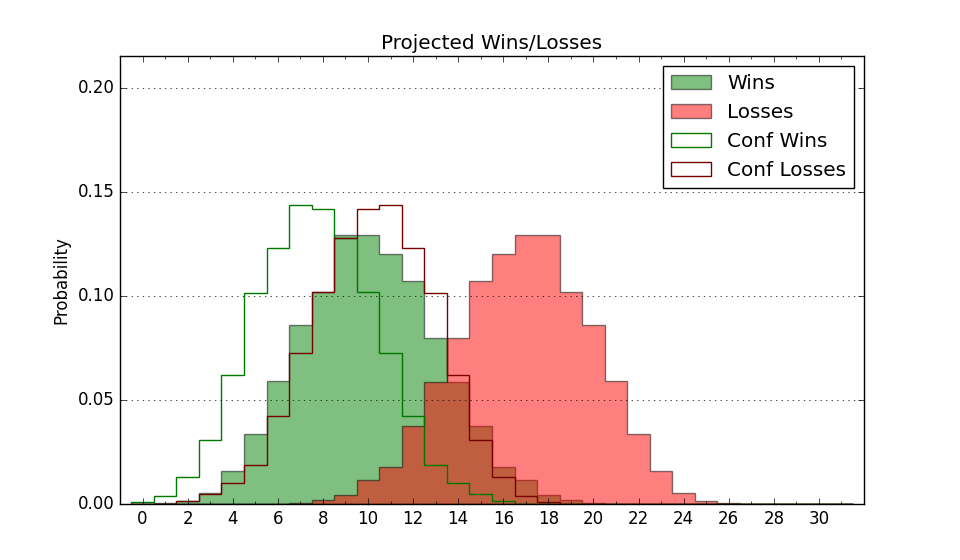 Projected Wins/Losses
Wins
Losses
Conf Wins
Conf Losses
Probability
0.20
0.15
0.10
0.05
0.00
0 2 4 6 8 10 12 14 16 18 20 22 24 26 28 30